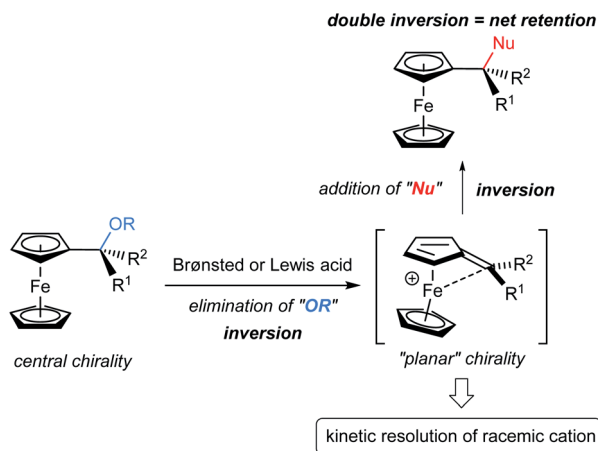 double inversion = net retention
Nu
R2
R1
Fe
addition of "Nu"
inversion
OR
R2
R1
Fe
central chirality
Brønsted or Lewis acid
elimination of "OR"
inversion
⊕
Fe
R2
R1
"planar" chirality
kinetic resolution of racemic cation